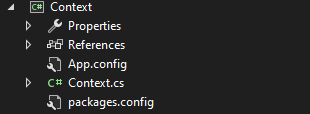 C# Context
Properties
References
App.config
C# Context.cs
packages.config